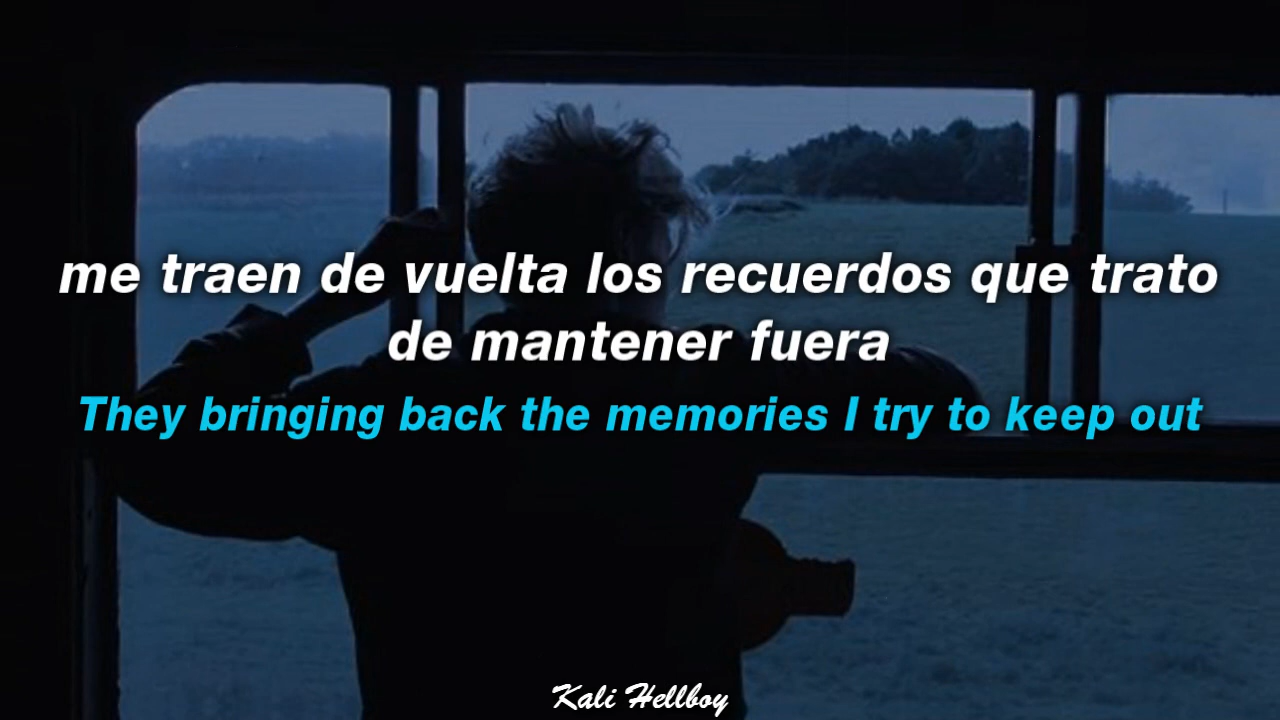 me traen de vuelta los recuerdos que trato
de mantener fuera
They bringing back the memories I try to keep out
Kali Hellboy